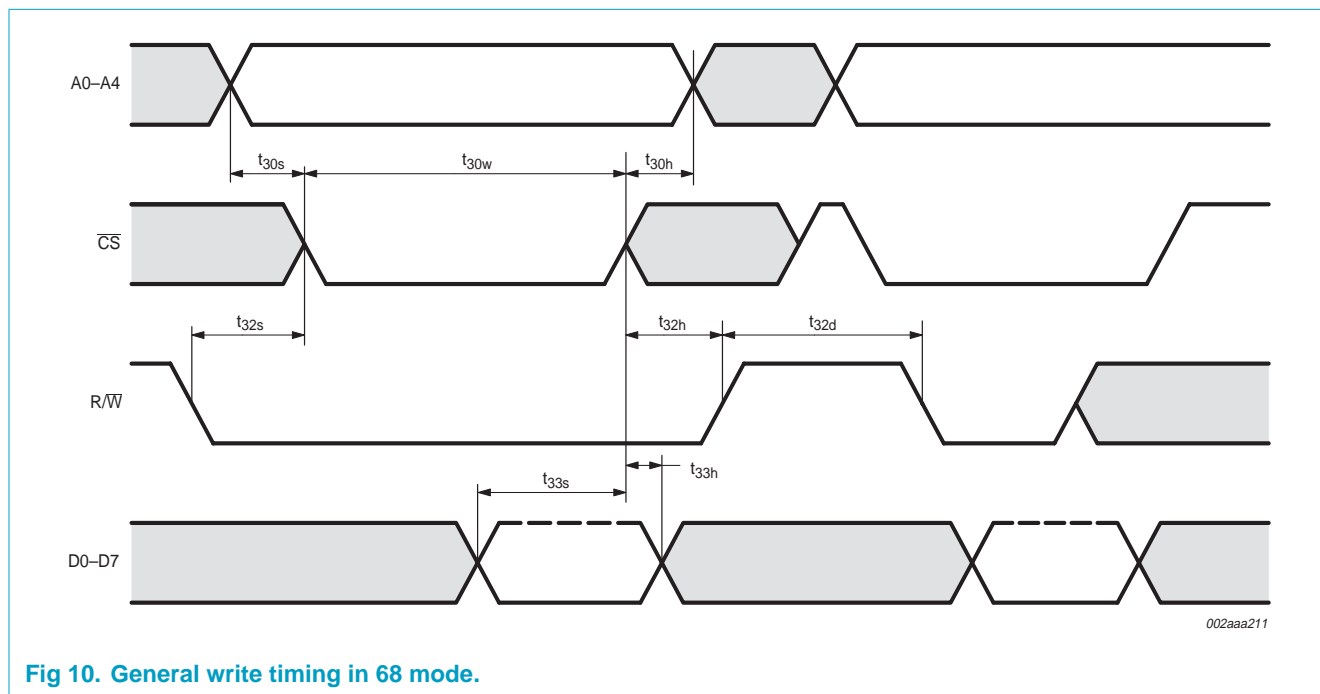 A0–A4
t30s t30w t30h
C̅S̅
t32s t32h t32d
R/W̅
t33s t33h
D0–D7
002aaa211
Fig 10. General write timing in 68 mode.